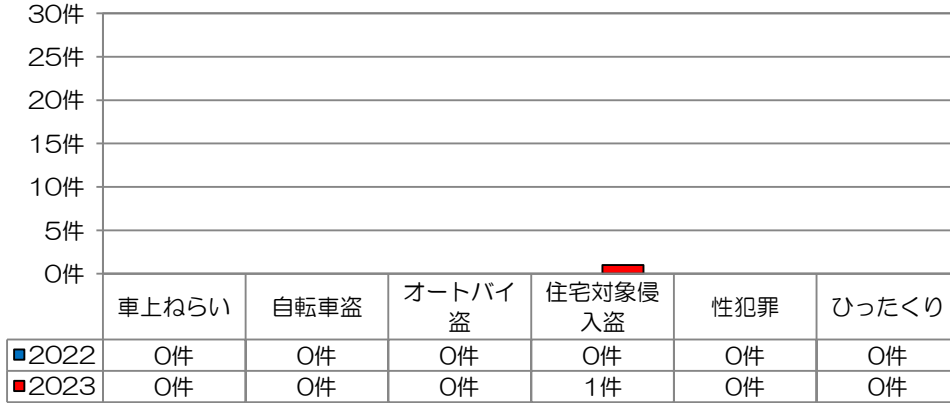 30件
25件
20件
15件
10件
5件
0件
車上ねらい 自転車盗 オートバイ盗 住宅対象侵入盗 性犯罪 ひったくり
2022 0件 0件 0件 0件 0件 0件
2023 0件 0件 0件 1件 0件 0件